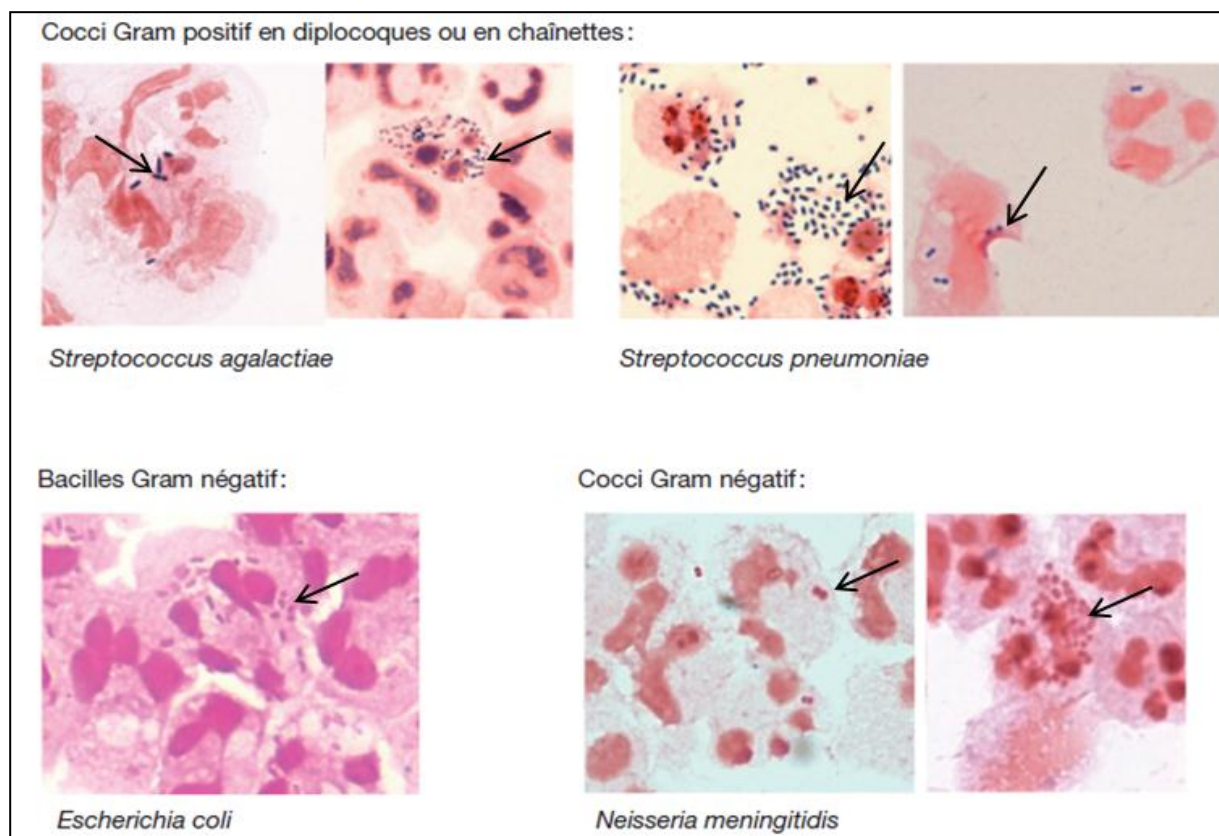 Cocci Gram positif en diplocoques ou en chaînettes:
Streptococcus agalactiae
Streptococcus pneumoniae
Bacilles Gram négatif:
Cocci Gram négatif:
Escherichia coli
Neisseria meningitidis